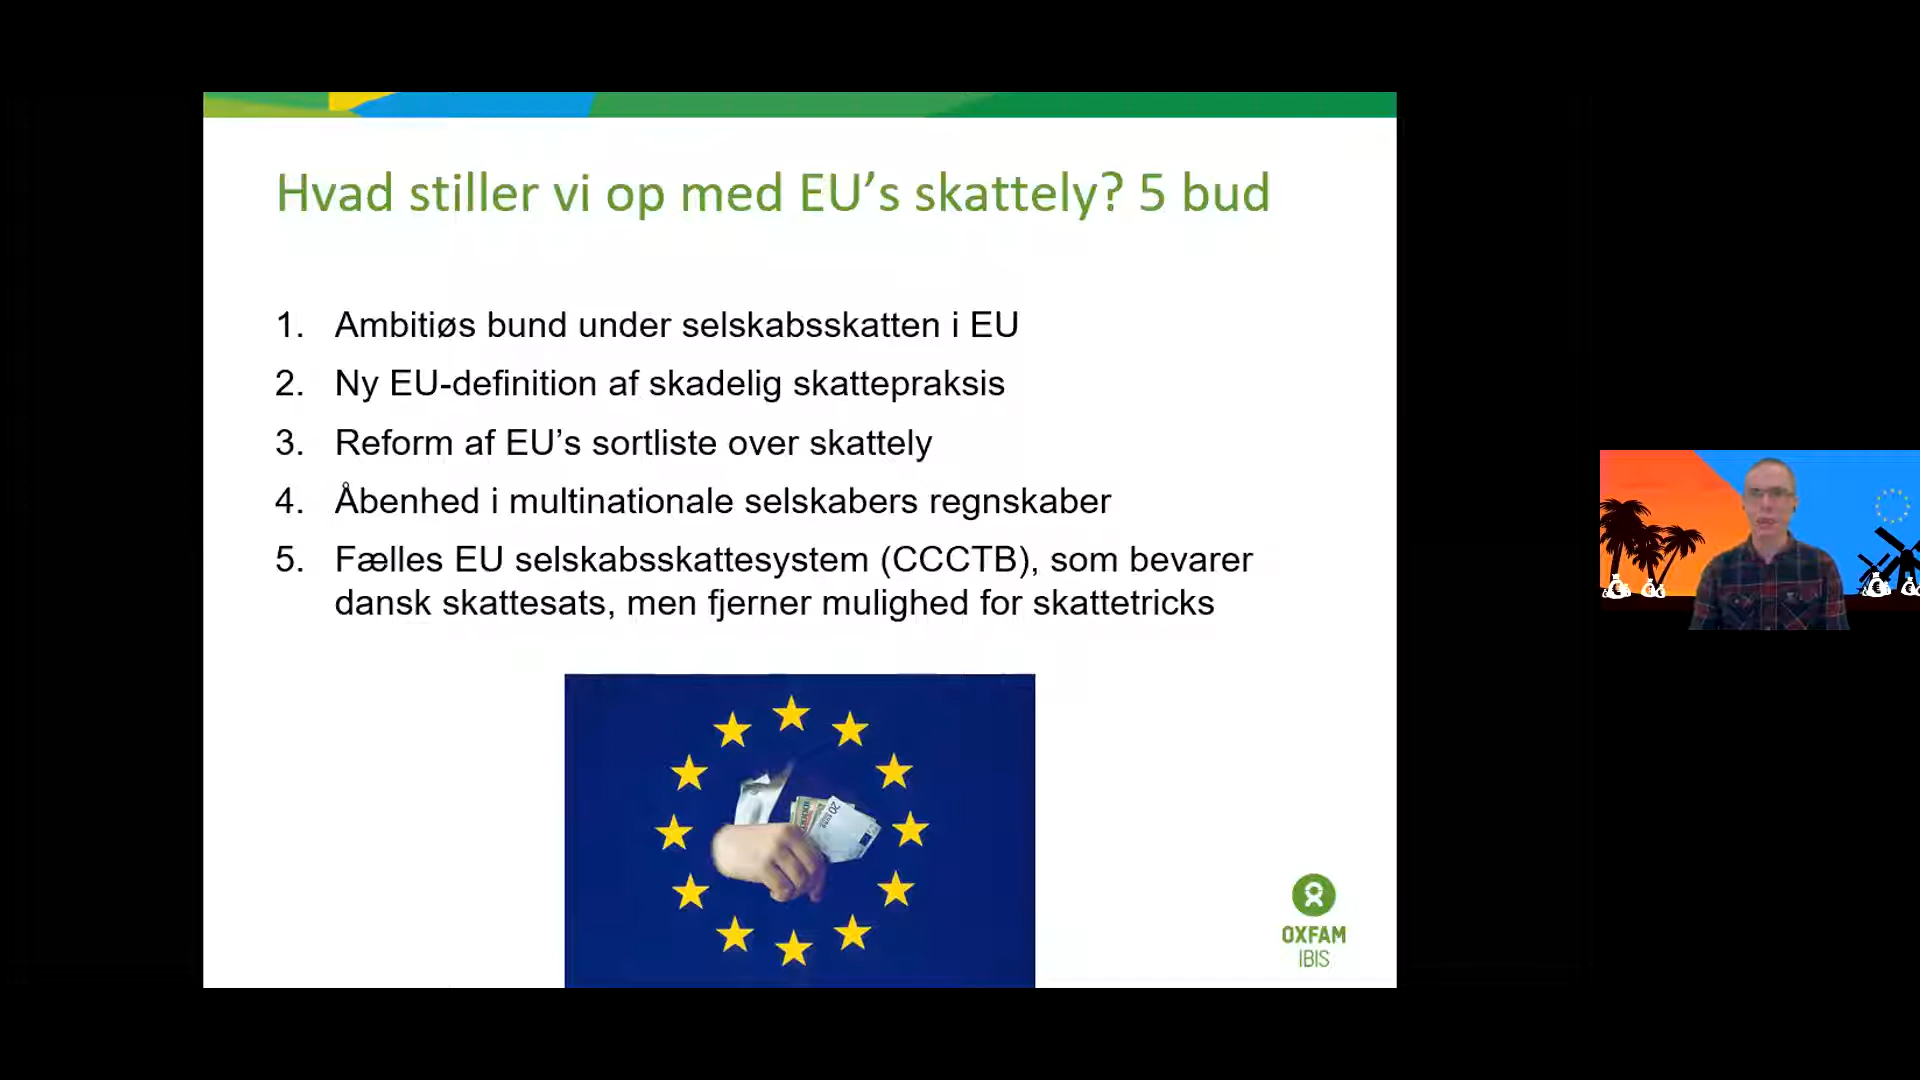 Hvad stiller vi op med EU’s skattely? 5 bud
1. Ambitiøs bund under selskabsskatten i EU
2. Ny EU-definition af skadelig skattepraksis
3. Reform af EU’s sortliste over skattely
4. Åbenhed i multinationale selskabers regnskaber
5. Fælles EU selskabsskattesystem (CCCTB), som bevarer
dansk skattesats, men fjerner mulighed for skattetricks
20 EURO
OXFAM
IBIS